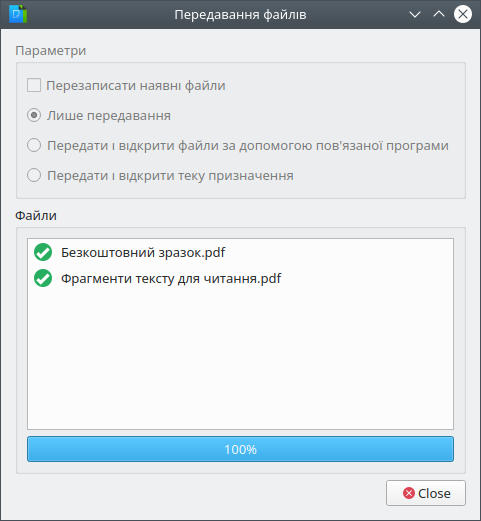 Передавання файлів
Параметри
Перезаписати наявні файли
Лише передавання
Передати і відкрити файли за допомогою пов'язаної програми
Передати і відкрити теку призначення
Файли
Безкоштовний зразок.pdf
Фрагменти тексту для читання.pdf
100%
Close